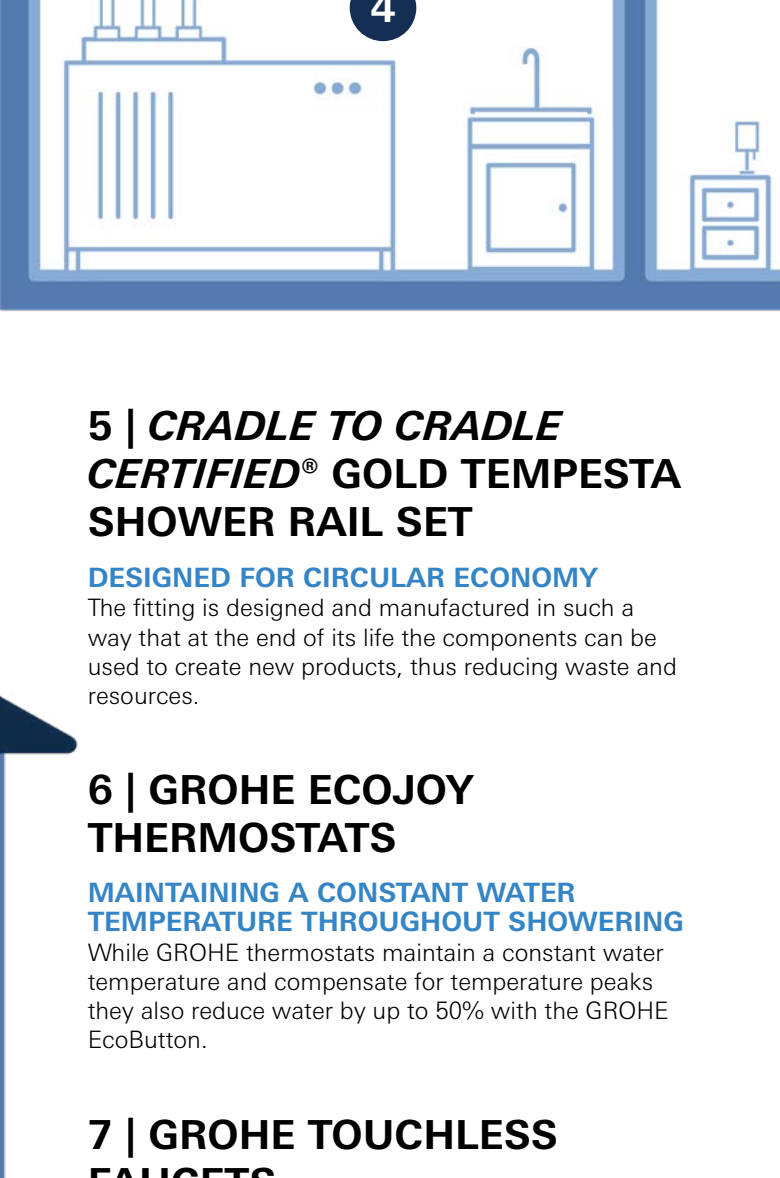 4
5 | CRADLE TO CRADLE
CERTIFIED® GOLD TEMPESTA
SHOWER RAIL SET
DESIGNED FOR CIRCULAR ECONOMY
The fitting is designed and manufactured in such a
way that at the end of its life the components can be
used to create new products, thus reducing waste and
resources.
6 | GROHE ECOJOY
THERMOSTATS
MAINTAINING A CONSTANT WATER
TEMPERATURE THROUGHOUT SHOWERING
While GROHE thermostats maintain a constant water
temperature and compensate for temperature peaks
they also reduce water by up to 50% with the GROHE
EcoButton.
7 | GROHE TOUCHLESS
FAUCETS